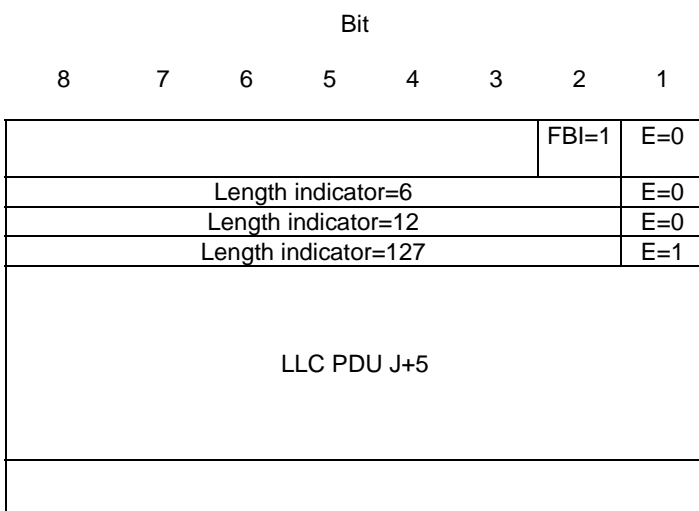 Bit
8 7 6 5 4 3 2 1
FBI=1 E=0
Length indicator=6 E=0
Length indicator=12 E=0
Length indicator=127 E=1
LLC PDU J+5